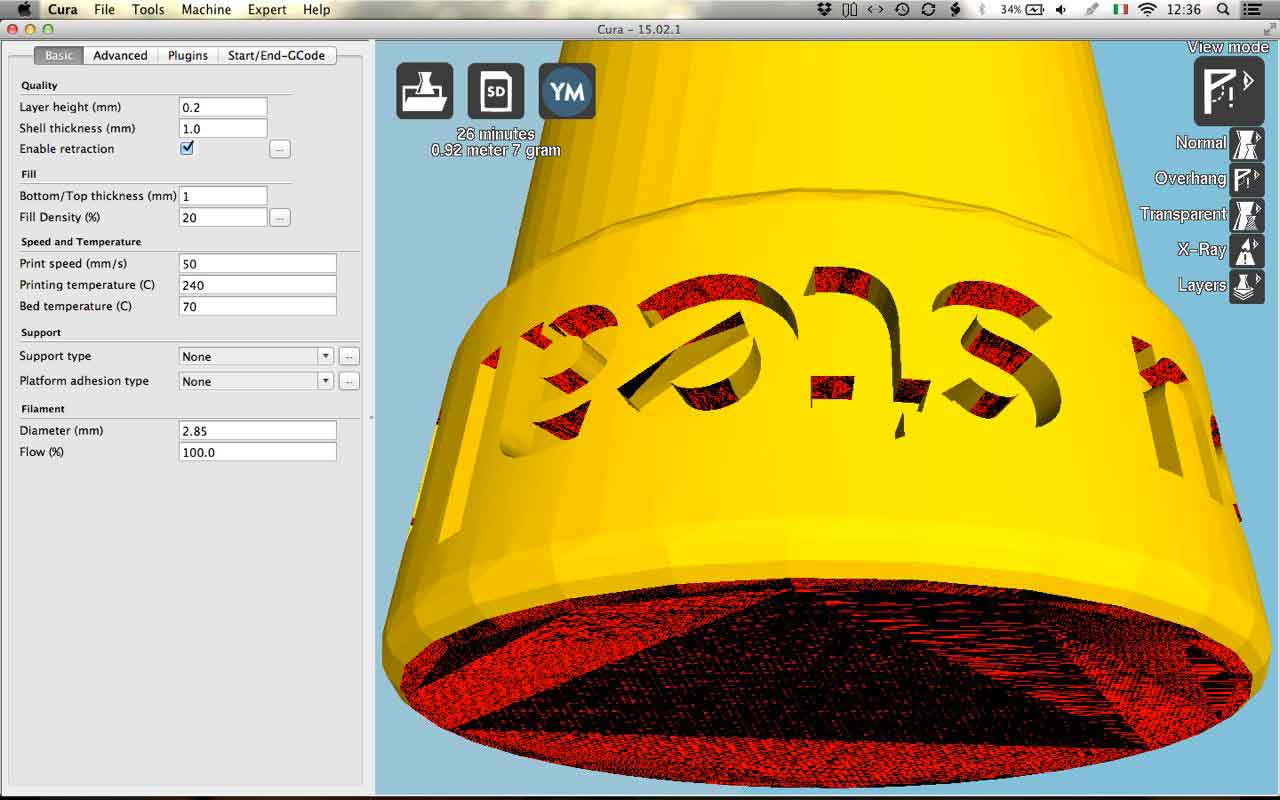 Cura File Tools Machine Expert Help 34% 12:36
Cura - 15.02.1
Basic Advanced Plugins Start/End-GCode
Quality
Layer height (mm) 0.2
Shell thickness (mm) 1.0
Enable retraction ...
Fill
Bottom/Top thickness (mm) 1
Fill Density (%) 20 ...
Speed and Temperature
Print speed (mm/s) 50
Printing temperature (C) 240
Bed temperature (C) 70
Support
Support type None ...
Platform adhesion type None ...
Filament
Diameter (mm) 2.85
Flow (%) 100.0
SD YM
26 minutes
0.92 meter 7 gram
View mode
Normal
Overhang
Transparent
X-Ray
Layers